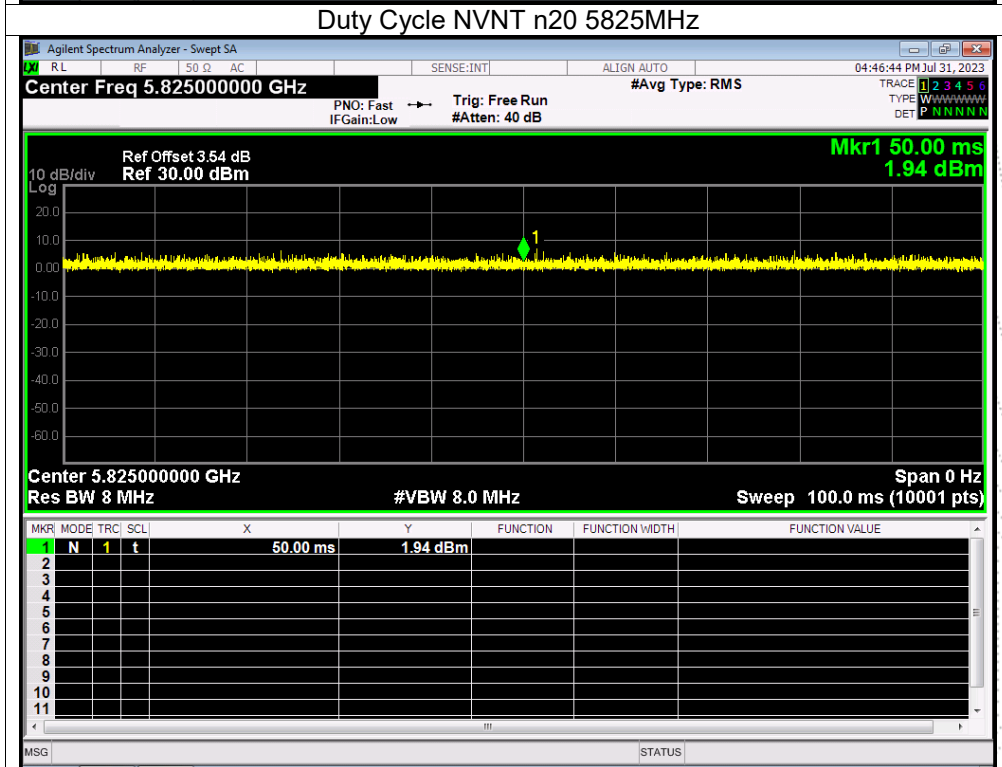 Duty Cycle NVNT n20 5825MHz
Agilent Spectrum Analyzer - Swept SA
LXI RL RF 50 Ω AC SENSE:INT ALIGN AUTO 04:46:44 PM Jul 31, 2023
Center Freq 5.825000000 GHz #Avg Type: RMS TRACE 1 2 3 4 5 6
PNO: Fast Trig: Free Run TYPE WWWWWW
IFGain:Low #Atten: 40 dB DET P N N N N N
Mkr1 50.00 ms
1.94 dBm
Ref Offset 3.54 dB
10 dB/div Ref 30.00 dBm
Log
20.0
10.0
1
0.00
-10.0
-20.0
-30.0
-40.0
-50.0
-60.0
Center 5.825000000 GHz Span 0 Hz
Res BW 8 MHz #VBW 8.0 MHz Sweep 100.0 ms (10001 pts)
MKR MODE TRC SCL X Y FUNCTION FUNCTION WIDTH FUNCTION VALUE
1 N 1 t 50.00 ms 1.94 dBm
2
3
4
5
6
7
8
9
10
11
MSG STATUS